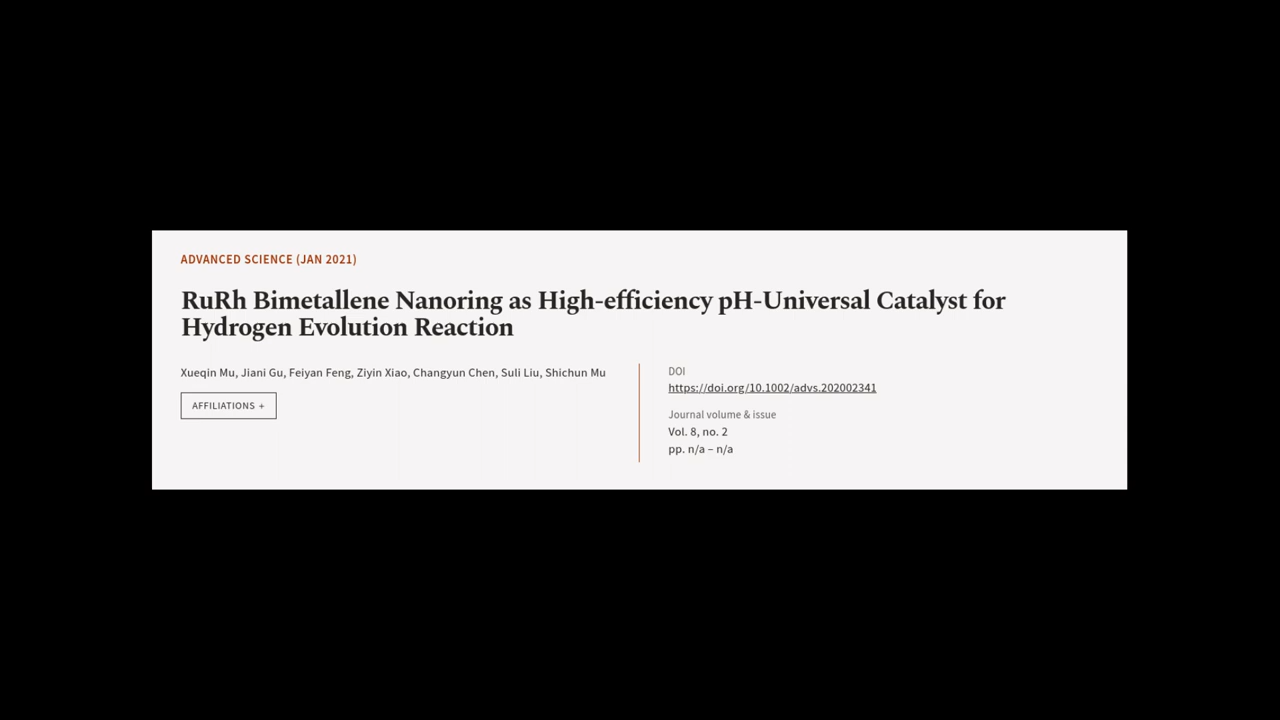 ADVANCED SCIENCE (JAN 2021)
RuRh Bimetallene Nanoring as High-efficiency pH-Universal Catalyst for
Hydrogen Evolution Reaction
Xueqin Mu, Jiani Gu, Feiyan Feng, Ziyin Xiao, Changyun Chen, Suli Liu, Shichun Mu
AFFILIATIONS +
DOI
https://doi.org/10.1002/advs.202002341
Journal volume & issue
Vol. 8, no. 2
pp. n/a – n/a